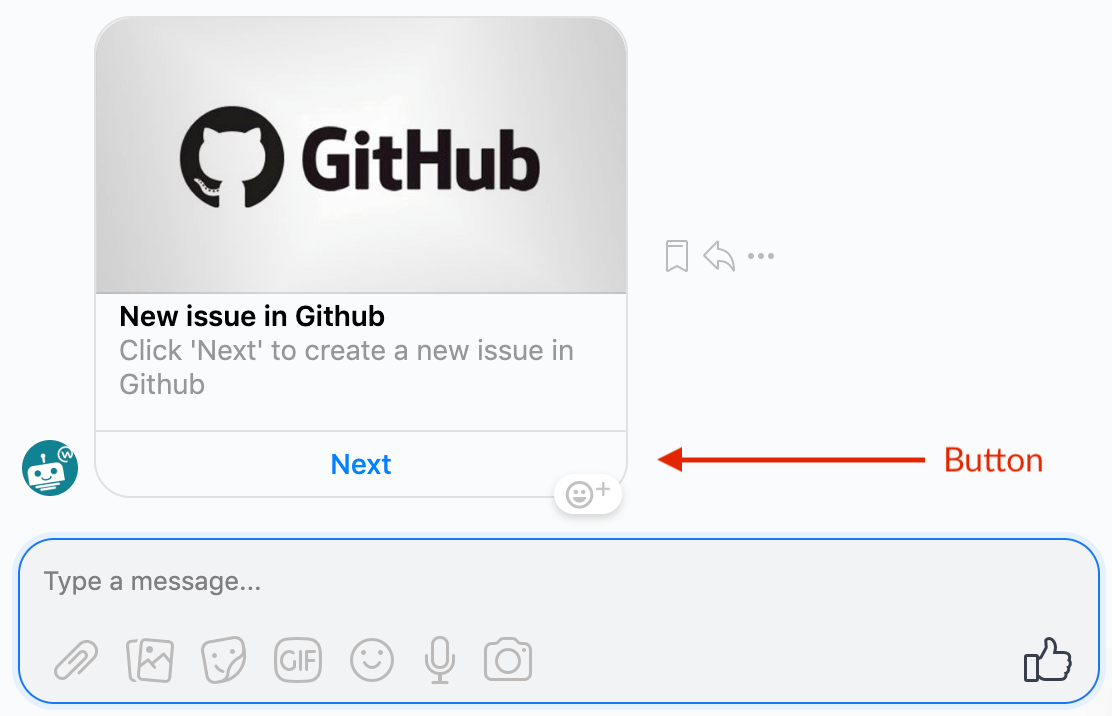 GitHub
New issue in Github
Click 'Next' to create a new issue in
Github
Next
Button
Type a message...
GIF